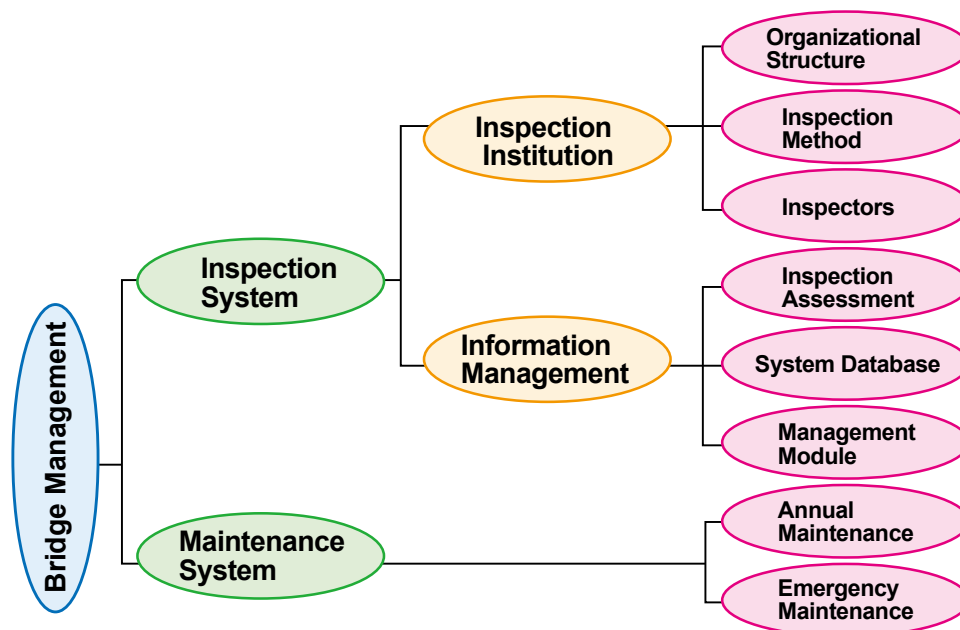 Bridge Management
Inspection
System
Maintenance
System
Inspection
Institution
Information
Management
Organizational
Structure
Inspection
Method
Inspectors
Inspection
Assessment
System Database
Management
Module
Annual
Maintenance
Emergency
Maintenance